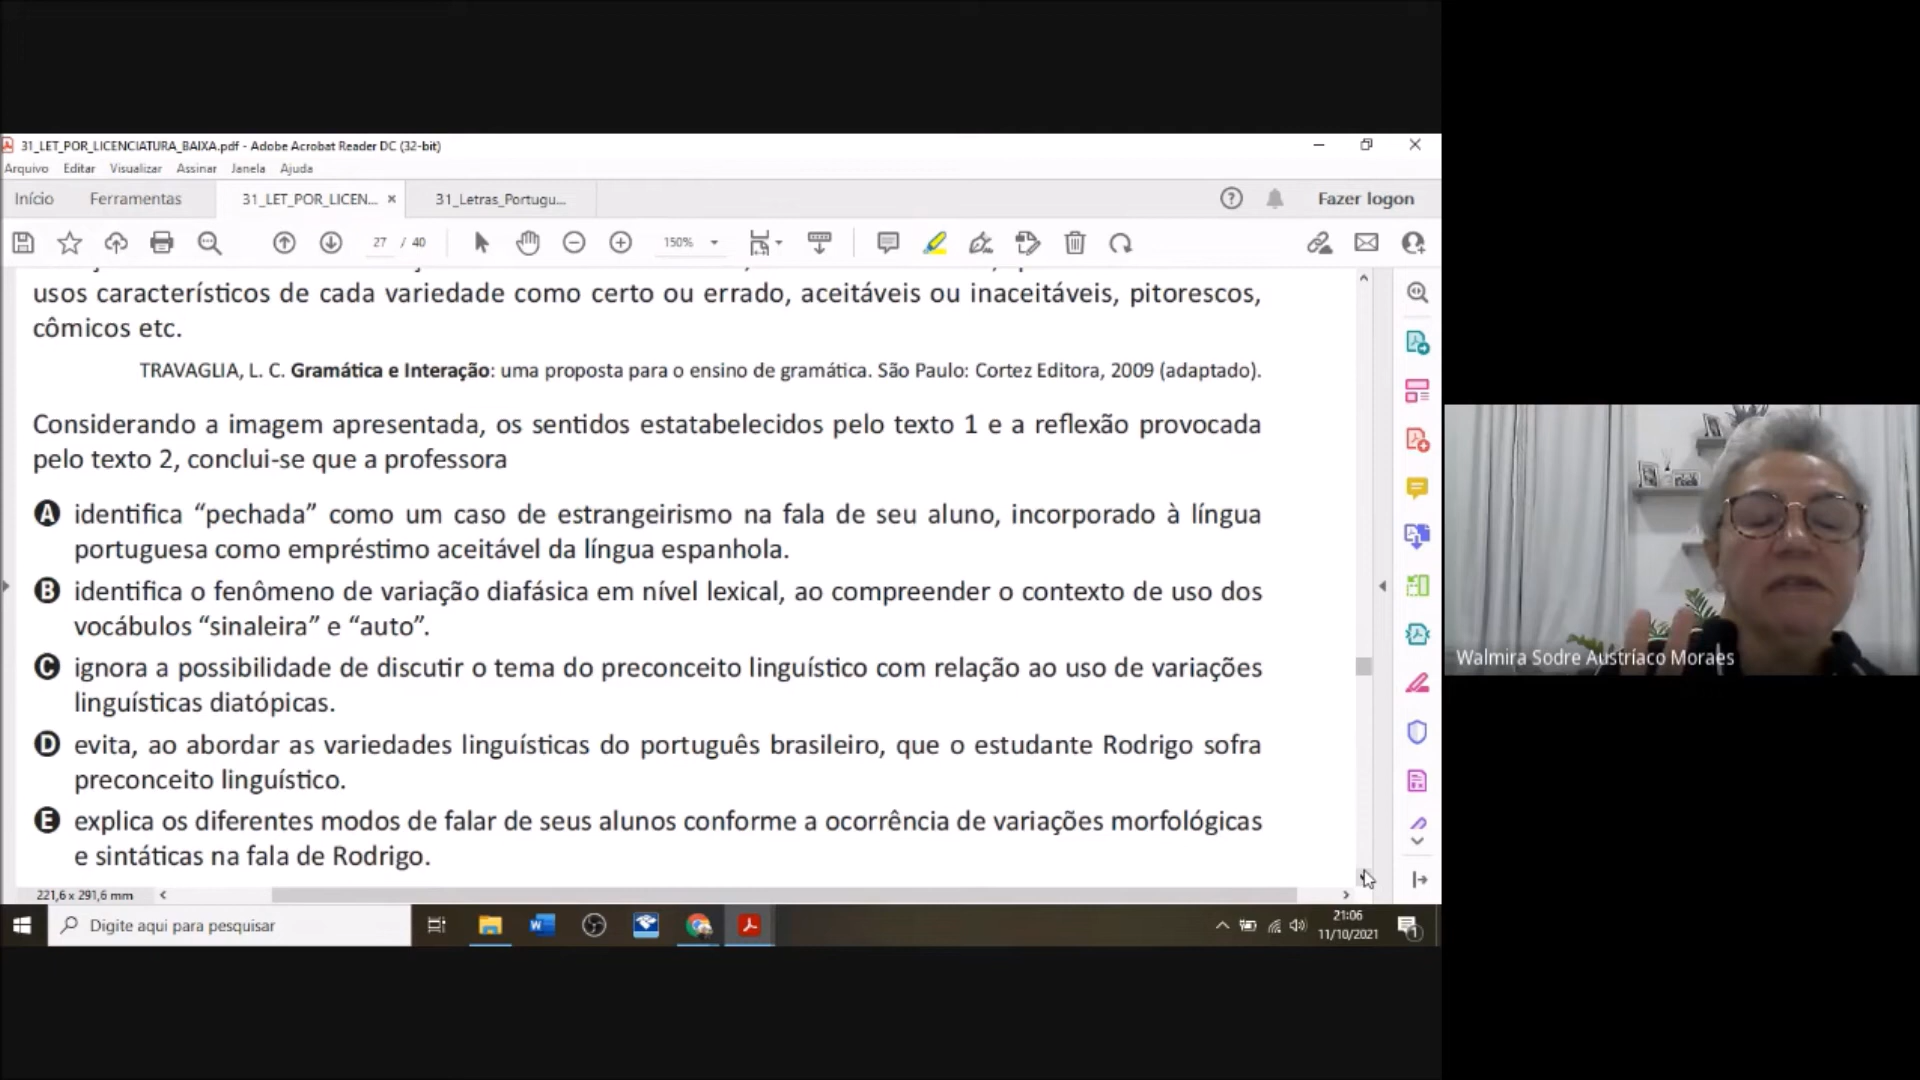 31_LET_POR_LICENCIATURA_BAIXA.pdf - Adobe Acrobat Reader DC (32-bit)
Arquivo Editar Visualizar Assinar Janela Ajuda
Início Ferramentas 31_LET_POR_LICEN... × 31_Letras_Portugu... Fazer logon
27 / 40 150%
usos característicos de cada variedade como certo ou errado, aceitáveis ou inaceitáveis, pitorescos,
cômicos etc.
TRAVAGLIA, L. C. Gramática e Interação: uma proposta para o ensino de gramática. São Paulo: Cortez Editora, 2009 (adaptado).
Considerando a imagem apresentada, os sentidos estatabelecidos pelo texto 1 e a reflexão provocada
pelo texto 2, conclui-se que a professora
A identifica “pechada” como um caso de estrangeirismo na fala de seu aluno, incorporado à língua
portuguesa como empréstimo aceitável da língua espanhola.
B identifica o fenômeno de variação diafásica em nível lexical, ao compreender o contexto de uso dos
vocábulos “sinaleira” e “auto”.
C ignora a possibilidade de discutir o tema do preconceito linguístico com relação ao uso de variações
linguísticas diatópicas.
D evita, ao abordar as variedades linguísticas do português brasileiro, que o estudante Rodrigo sofra
preconceito linguístico.
E explica os diferentes modos de falar de seus alunos conforme a ocorrência de variações morfológicas
e sintáticas na fala de Rodrigo.
221,6 x 291,6 mm
Digite aqui para pesquisar
21:06
11/10/2021
1
Walmira Sodre Austríaco Moraes